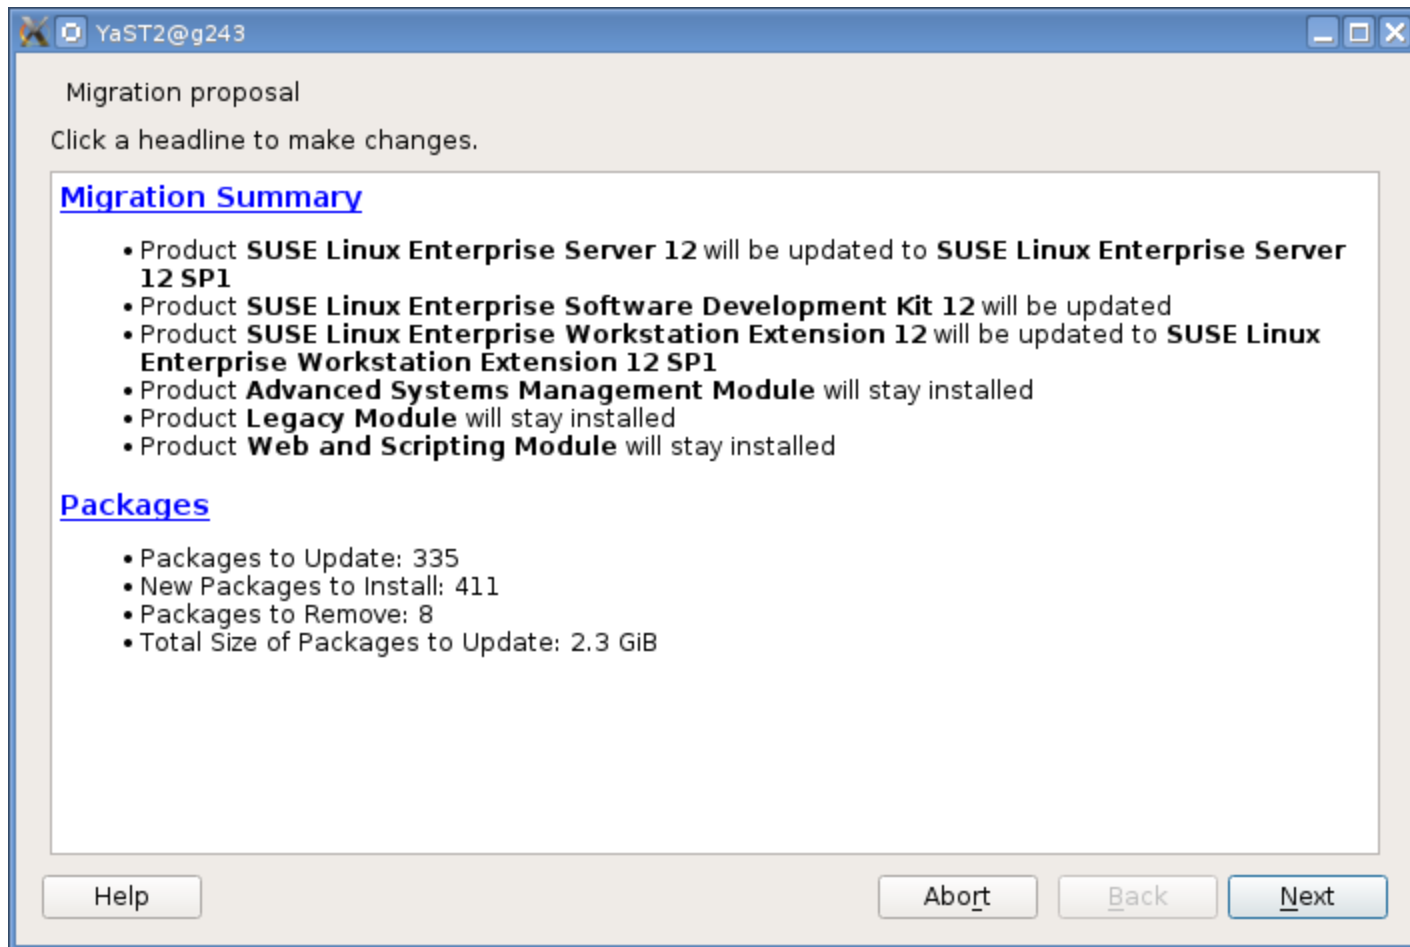 YaST2@g243
Migration proposal
Click a headline to make changes.
Migration Summary
• Product SUSE Linux Enterprise Server 12 will be updated to SUSE Linux Enterprise Server
12 SP1
• Product SUSE Linux Enterprise Software Development Kit 12 will be updated
• Product SUSE Linux Enterprise Workstation Extension 12 will be updated to SUSE Linux
Enterprise Workstation Extension 12 SP1
• Product Advanced Systems Management Module will stay installed
• Product Legacy Module will stay installed
• Product Web and Scripting Module will stay installed
Packages
• Packages to Update: 335
• New Packages to Install: 411
• Packages to Remove: 8
• Total Size of Packages to Update: 2.3 GiB
Help Abort Back Next